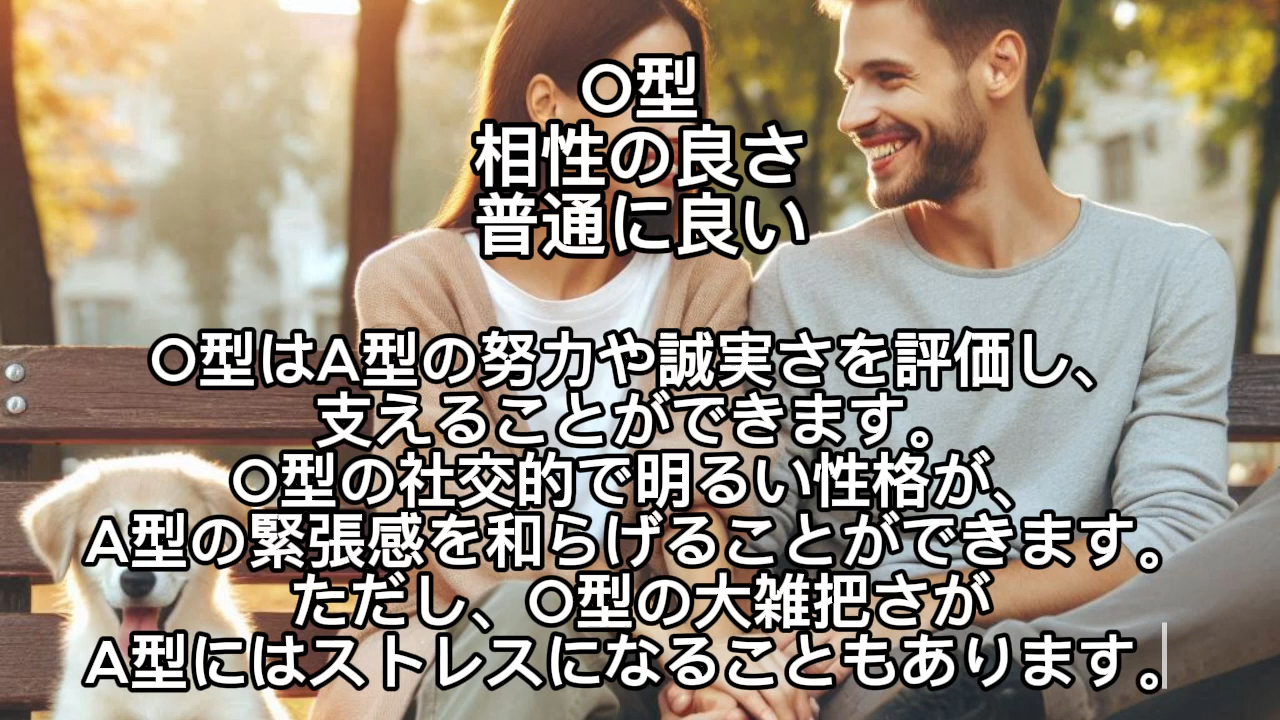 O型
相性の良さ
普通に良い
O型はA型の努力や誠実さを評価し、
支えることができます。
O型の社交的で明るい性格が、
A型の緊張感を和らげることができます。
ただし、O型の大雑把さが
A型にはストレスになることもあります。